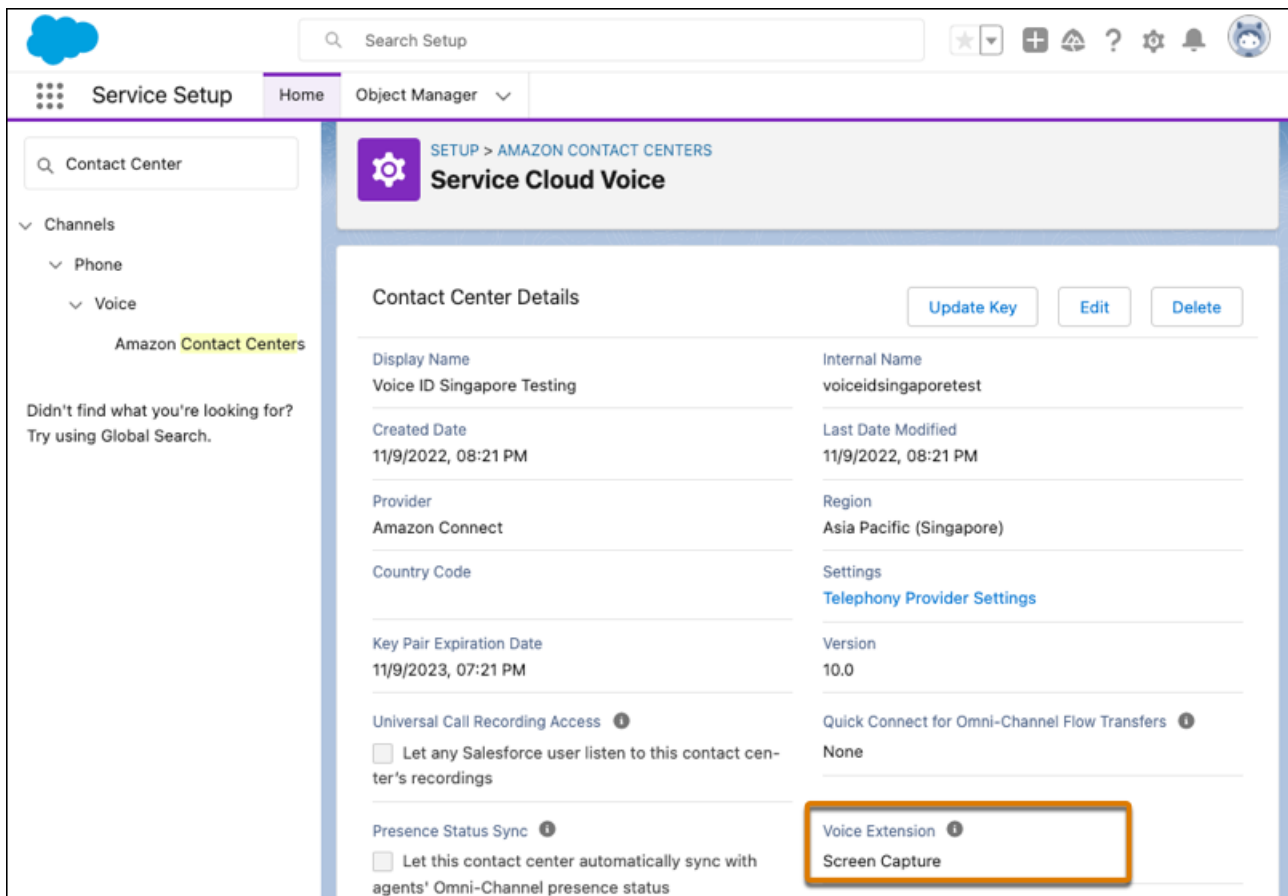 Search Setup
Service Setup
Home
Object Manager
Contact Center
Channels
Phone
Voice
Amazon Contact Centers
Didn't find what you're looking for?
Try using Global Search.
SETUP > AMAZON CONTACT CENTERS
Service Cloud Voice
Contact Center Details
Update Key
Edit
Delete
Display Name
Voice ID Singapore Testing
Internal Name
voiceidsingaporetest
Created Date
11/9/2022, 08:21 PM
Last Date Modified
11/9/2022, 08:21 PM
Provider
Amazon Connect
Region
Asia Pacific (Singapore)
Country Code
Settings
Telephony Provider Settings
Key Pair Expiration Date
11/9/2023, 07:21 PM
Version
10.0
Universal Call Recording Access
Let any Salesforce user listen to this contact cen-
ter's recordings
Quick Connect for Omni-Channel Flow Transfers
None
Presence Status Sync
Let this contact center automatically sync with
agents' Omni-Channel presence status
Voice Extension
Screen Capture